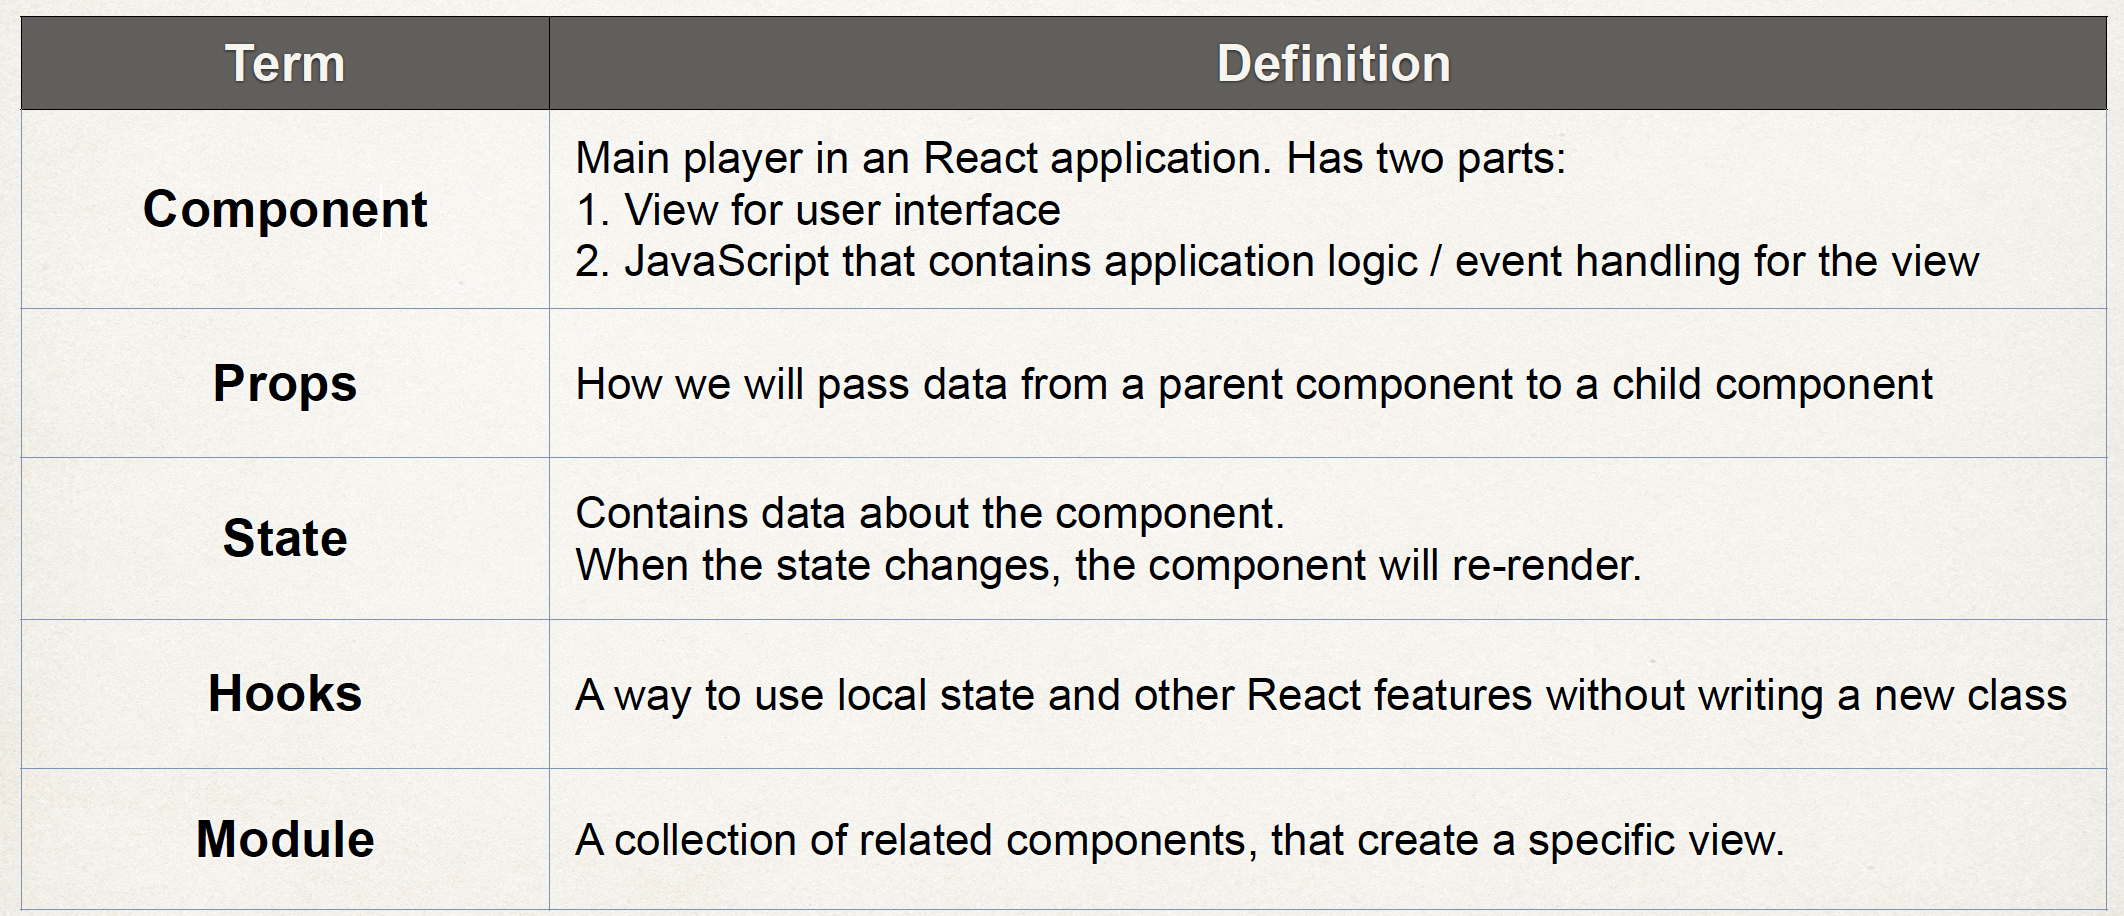 Term
Definition
Component
Main player in an React application. Has two parts:
1. View for user interface
2. JavaScript that contains application logic / event handling for the view
Props
How we will pass data from a parent component to a child component
State
Contains data about the component.
When the state changes, the component will re-render.
Hooks
A way to use local state and other React features without writing a new class
Module
A collection of related components, that create a specific view.